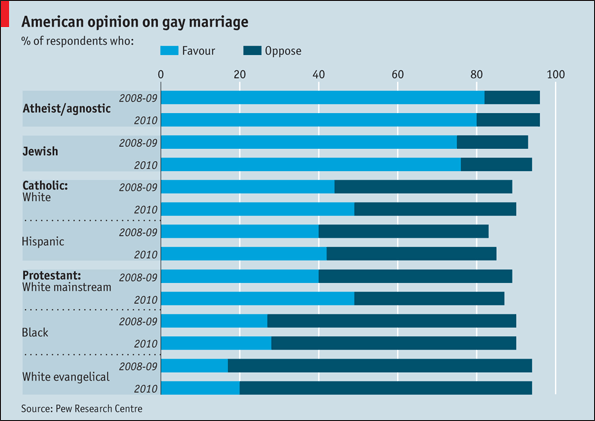 American opinion on gay marriage
% of respondents who:
Favour Oppose
0 20 40 60 80 100
Atheist/agnostic 2008-09
2010
Jewish 2008-09
2010
Catholic: 2008-09
White
2010
Hispanic 2008-09
2010
Protestant: 2008-09
White mainstream
2010
Black 2008-09
2010
White evangelical 2008-09
2010
Source: Pew Research Centre